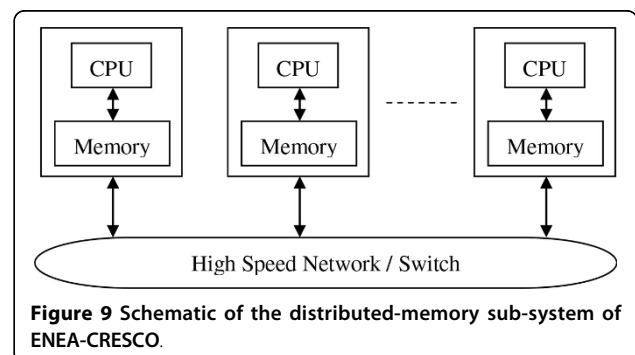 CPU CPU CPU
Memory Memory Memory
High Speed Network / Switch
Figure 9 Schematic of the distributed-memory sub-system of
ENEA-CRESCO.